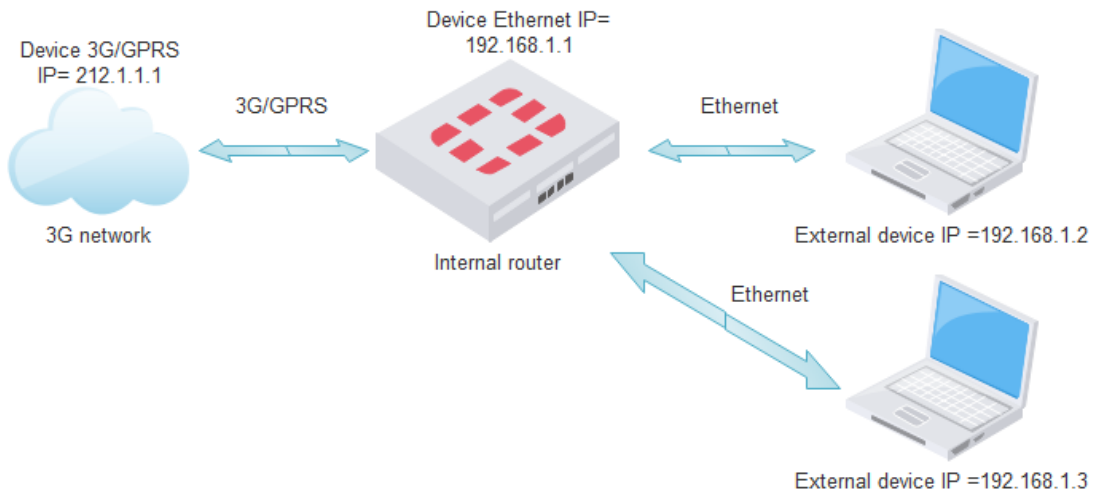 Device 3G/GPRS
IP= 212.1.1.1
3G network
3G/GPRS
Device Ethernet IP=
192.168.1.1
Internal router
Ethernet
External device IP =192.168.1.2
Ethernet
External device IP =192.168.1.3